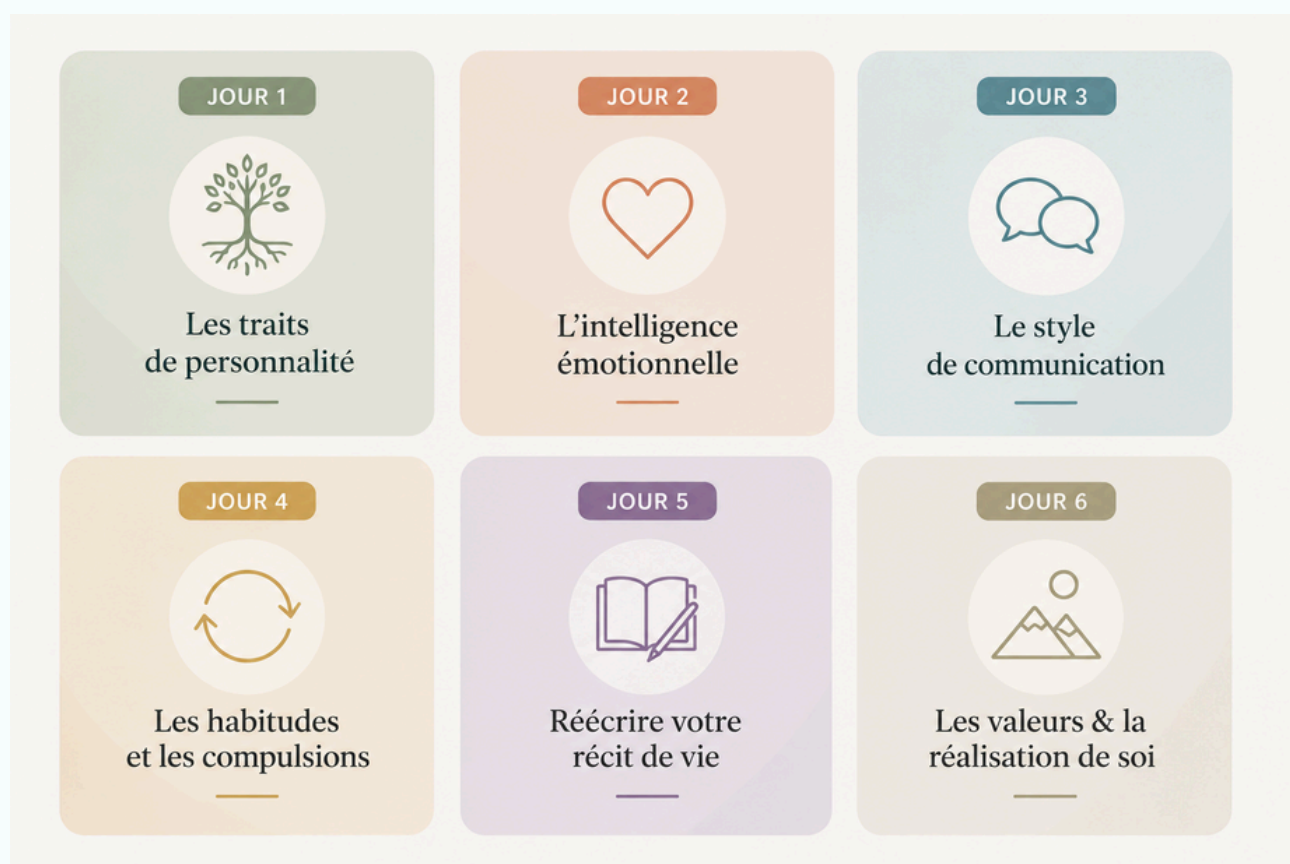 JOUR 1
Les traits
de personnalité
JOUR 2
L’intelligence
émotionnelle
JOUR 3
Le style
de communication
JOUR 4
Les habitudes
et les compulsions
JOUR 5
Réécrire votre
récit de vie
JOUR 6
Les valeurs & la
réalisation de soi